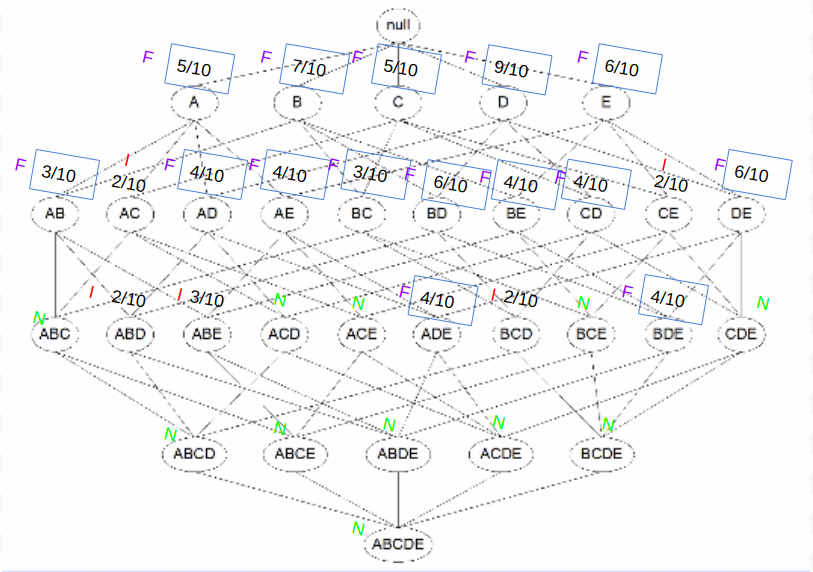 null
F 5/10 F 7/10 F 5/10 F 9/10 F 6/10
A B C D E
F 3/10 I 2/10 F 4/10 F 4/10 F 3/10 F 6/10 F 4/10 F 4/10 I 2/10 F 6/10
AB AC AD AE BC BD BE CD CE DE
N I 2/10 I 3/10 N N F 4/10 I 2/10 N F 4/10 N
ABC ABD ABE ACD ACE ADE BCD BCE BDE CDE
N N N N N
ABCD ABCE ABDE ACDE BCDE
N
ABCDE